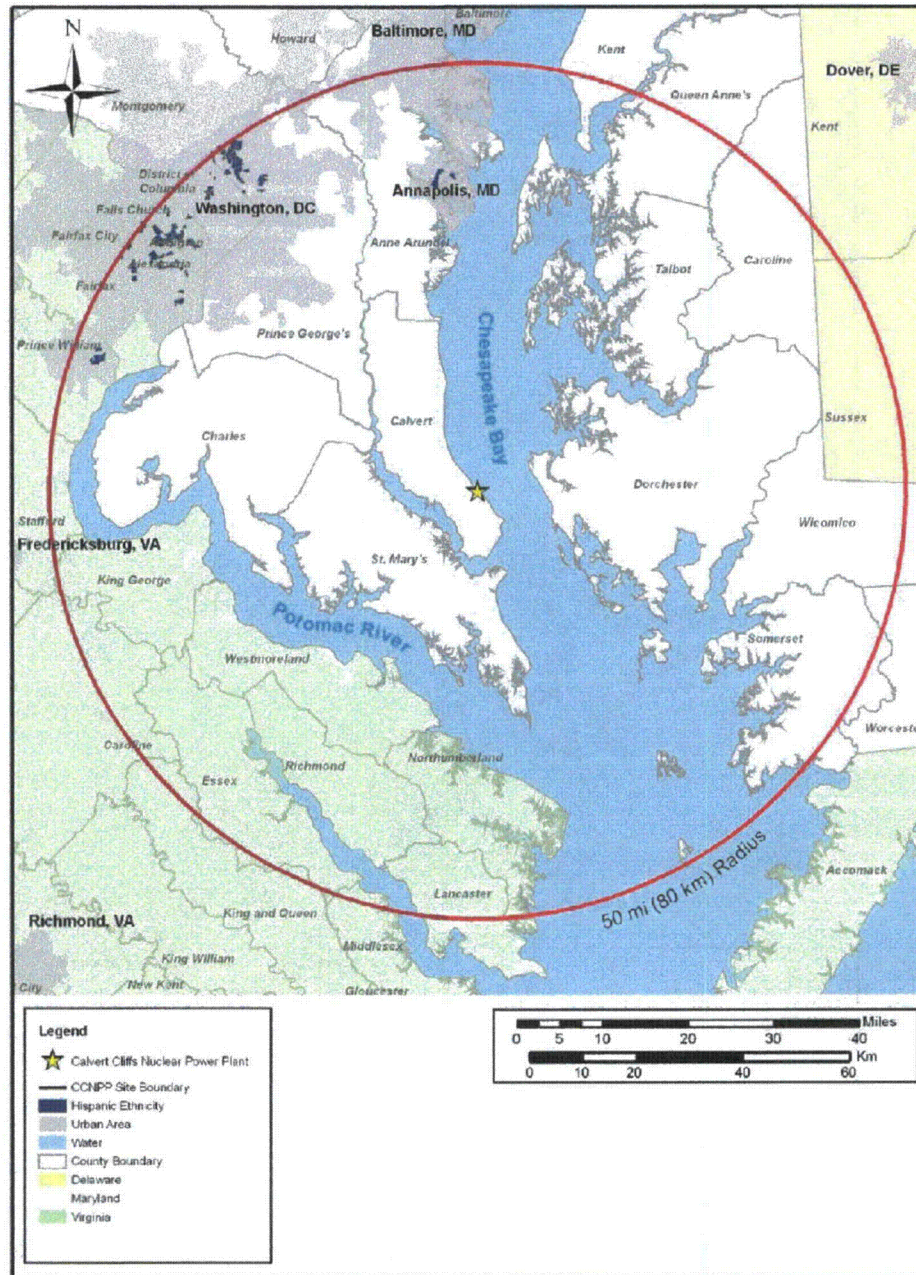 N
Howard
Baltimore
Baltimore, MD
Kent
Dover, DE
Montgomery
Queen Anne's
Kent
District of
Columbia
Annapolis, MD
Falls Church
Washington, DC
Fairfax City
Anne Arundel
Caroline
Talbot
Fairfax
Prince George's
Prince William
Chesapeake Bay
Calvert
Sussex
Charles
Dorchester
Stafford
Wicomico
Fredericksburg, VA
St. Mary's
King George
Potomac River
Somerset
Westmoreland
Worceste
Caroline
Northumberland
Richmond
Essex
50 mi (80 km) Radius
Accomack
Lancaster
Richmond, VA
King and Queen
Middlesex
King William
New Kent
Gloucester
City
Legend
Calvert Cliffs Nuclear Power Plant
CCNPP Site Boundary
Hispanic Ethnicity
Urban Area
Water
County Boundary
Delaware
Maryland
Virginia
Miles
0 5 10 20 30 40
Km
0 10 20 40 60